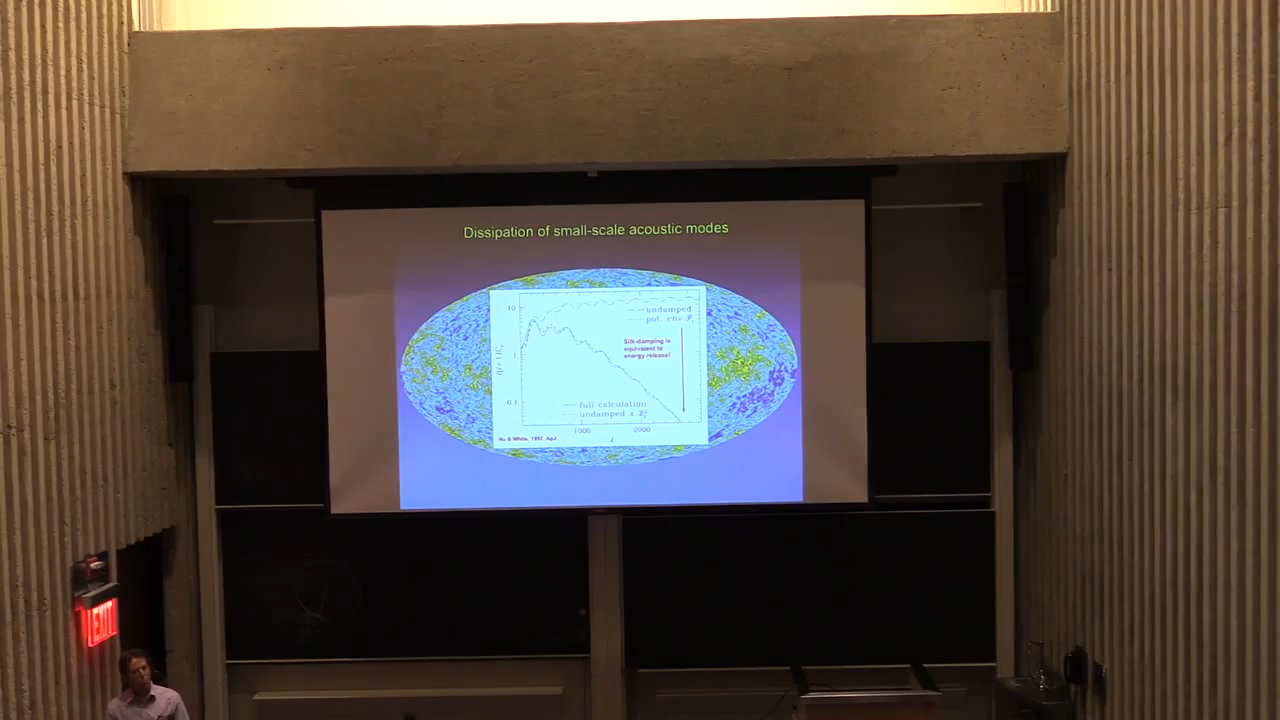 Dissipation of small-scale acoustic modes
10
undamped
pot. env
Silk-damping is
equivalent to
energy release!
1
0.1
full calculation
undamped x
1000
2000
l
Hu & White, 1997, ApJ
EXIT